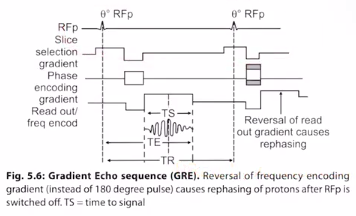 θ° RFp θ° RFp
RFp
Slice
selection
gradient
Phase
encoding
gradient
Read out/
freq encod
TS
TE
TR
Reversal of read
out gradient causes
rephasing
Fig. 5.6: Gradient Echo sequence (GRE). Reversal of frequency encoding
gradient (instead of 180 degree pulse) causes rephasing of protons after RFp is
switched off. TS = time to signal